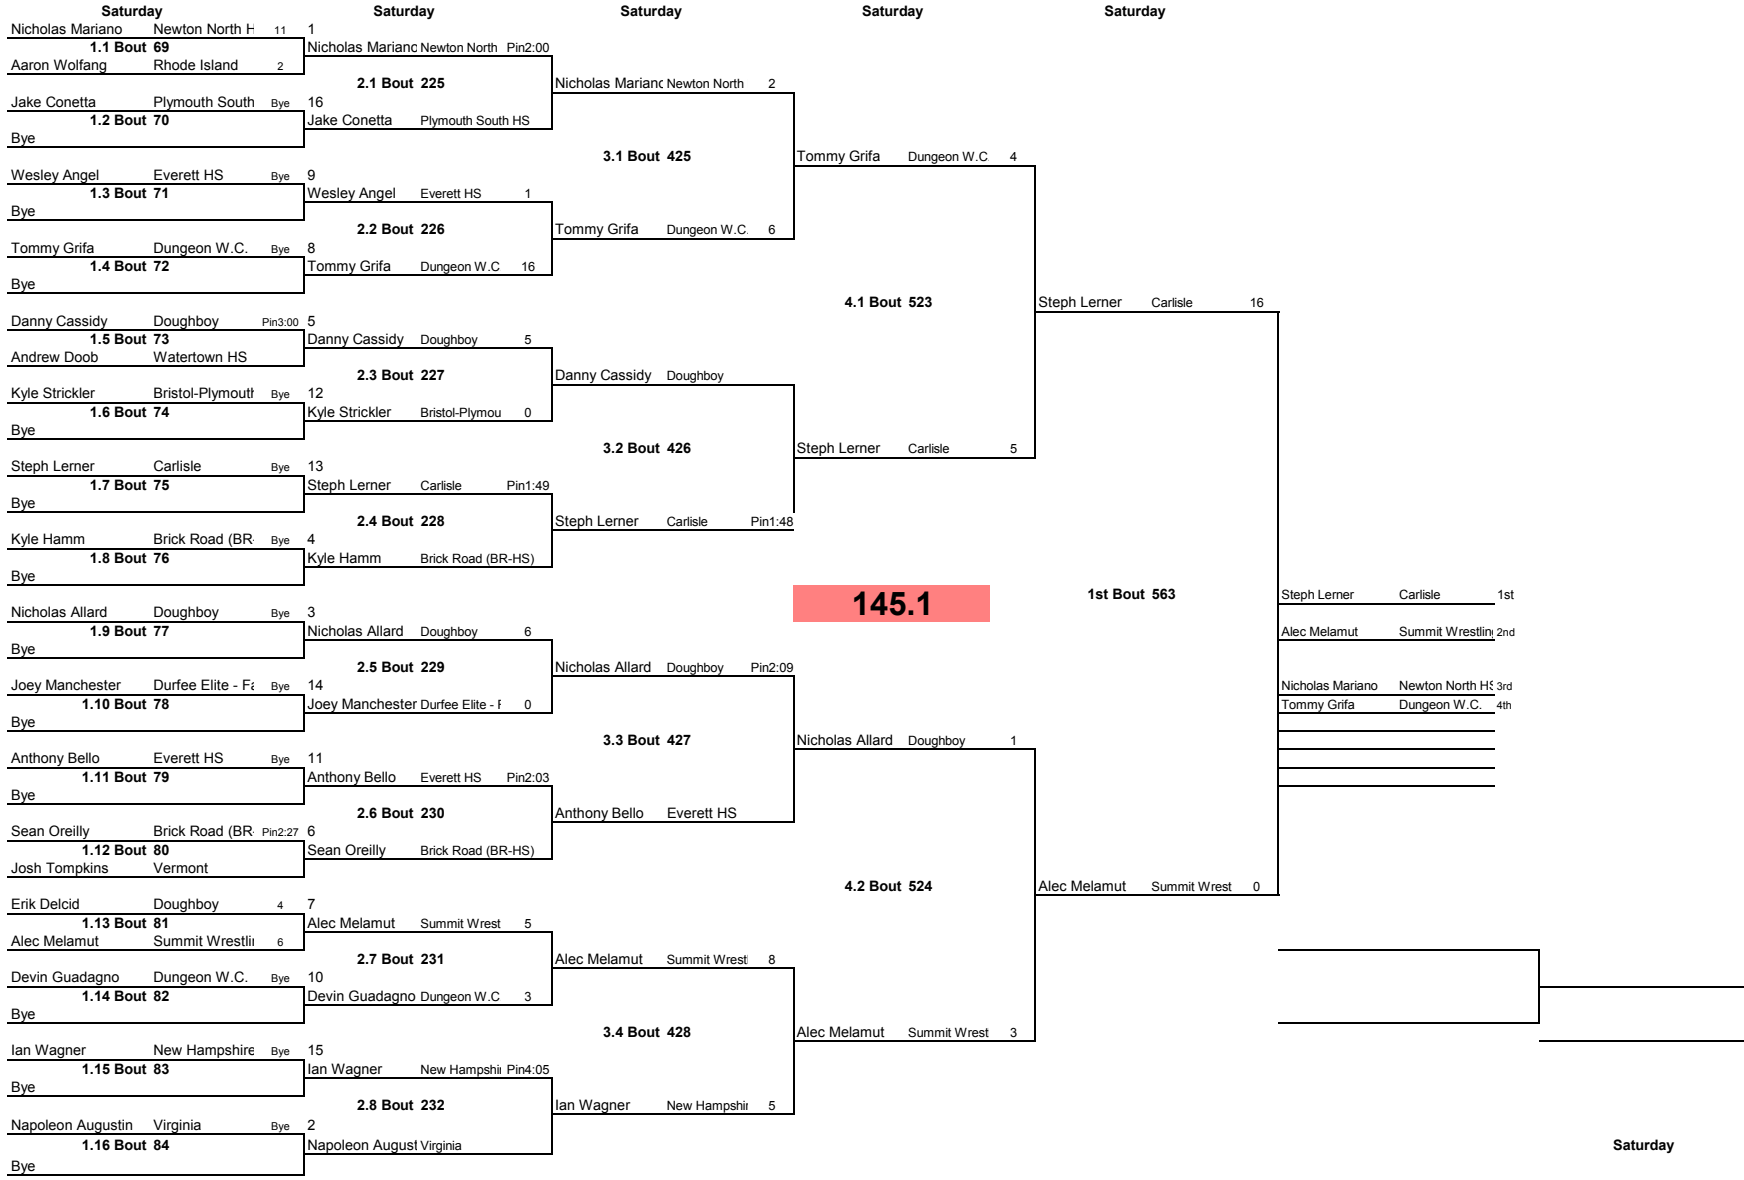 Saturday Saturday Saturday Saturday Saturday
Nicholas Mariano Newton North H 11 1
1.1 Bout 69 Nicholas Mariano Newton North Pin2:00
Aaron Wolfang Rhode Island 2
2.1 Bout 225 Nicholas Mariano Newton North 2
Jake Conetta Plymouth South Bye 16
1.2 Bout 70 Jake Conetta Plymouth South HS
Bye
3.1 Bout 425 Tommy Grifa Dungeon W.C 4
Wesley Angel Everett HS Bye 9
1.3 Bout 71 Wesley Angel Everett HS 1
Bye
2.2 Bout 226 Tommy Grifa Dungeon W.C. 6
Tommy Grifa Dungeon W.C. Bye 8
1.4 Bout 72 Tommy Grifa Dungeon W.C 16
Bye
4.1 Bout 523 Steph Lerner Carlisle 16
Danny Cassidy Doughboy Pin3:00 5
1.5 Bout 73 Danny Cassidy Doughboy 5
Andrew Doob Watertown HS
2.3 Bout 227 Danny Cassidy Doughboy
Kyle Strickler Bristol-Plymouth Bye 12
1.6 Bout 74 Kyle Strickler Bristol-Plymou 0
Bye
3.2 Bout 426 Steph Lerner Carlisle 5
Steph Lerner Carlisle Bye 13
1.7 Bout 75 Steph Lerner Carlisle Pin1:49
Bye
2.4 Bout 228 Steph Lerner Carlisle Pin1:48
Kyle Hamm Brick Road (BR- Bye 4
1.8 Bout 76 Kyle Hamm Brick Road (BR-HS)
Bye
145.1 1st Bout 563 Steph Lerner Carlisle 1st
Nicholas Allard Doughboy Bye 3
1.9 Bout 77 Nicholas Allard Doughboy 6 Alec Melamut Summit Wrestling 2nd
Bye
2.5 Bout 229 Nicholas Allard Doughboy Pin2:09
Joey Manchester Durfee Elite - Fa Bye 14 Nicholas Mariano Newton North HS 3rd
1.10 Bout 78 Joey Manchester Durfee Elite - F 0 Tommy Grifa Dungeon W.C. 4th
Bye
3.3 Bout 427 Nicholas Allard Doughboy 1
Anthony Bello Everett HS Bye 11
1.11 Bout 79 Anthony Bello Everett HS Pin2:03
Bye
2.6 Bout 230 Anthony Bello Everett HS
Sean Oreilly Brick Road (BR- Pin2:27 6
1.12 Bout 80 Sean Oreilly Brick Road (BR-HS)
Josh Tompkins Vermont
4.2 Bout 524 Alec Melamut Summit Wrest 0
Erik Delcid Doughboy 4 7
1.13 Bout 81 Alec Melamut Summit Wrest 5
Alec Melamut Summit Wrestlin 6
2.7 Bout 231 Alec Melamut Summit Wrest 8
Devin Guadagno Dungeon W.C. Bye 10
1.14 Bout 82 Devin Guadagno Dungeon W.C 3
Bye
3.4 Bout 428 Alec Melamut Summit Wrest 3
Ian Wagner New Hampshire Bye 15
1.15 Bout 83 Ian Wagner New Hampshi Pin4:05
Bye
2.8 Bout 232 Ian Wagner New Hampshir 5
Napoleon Augustin Virginia Bye 2
1.16 Bout 84 Napoleon August Virginia Saturday
Bye